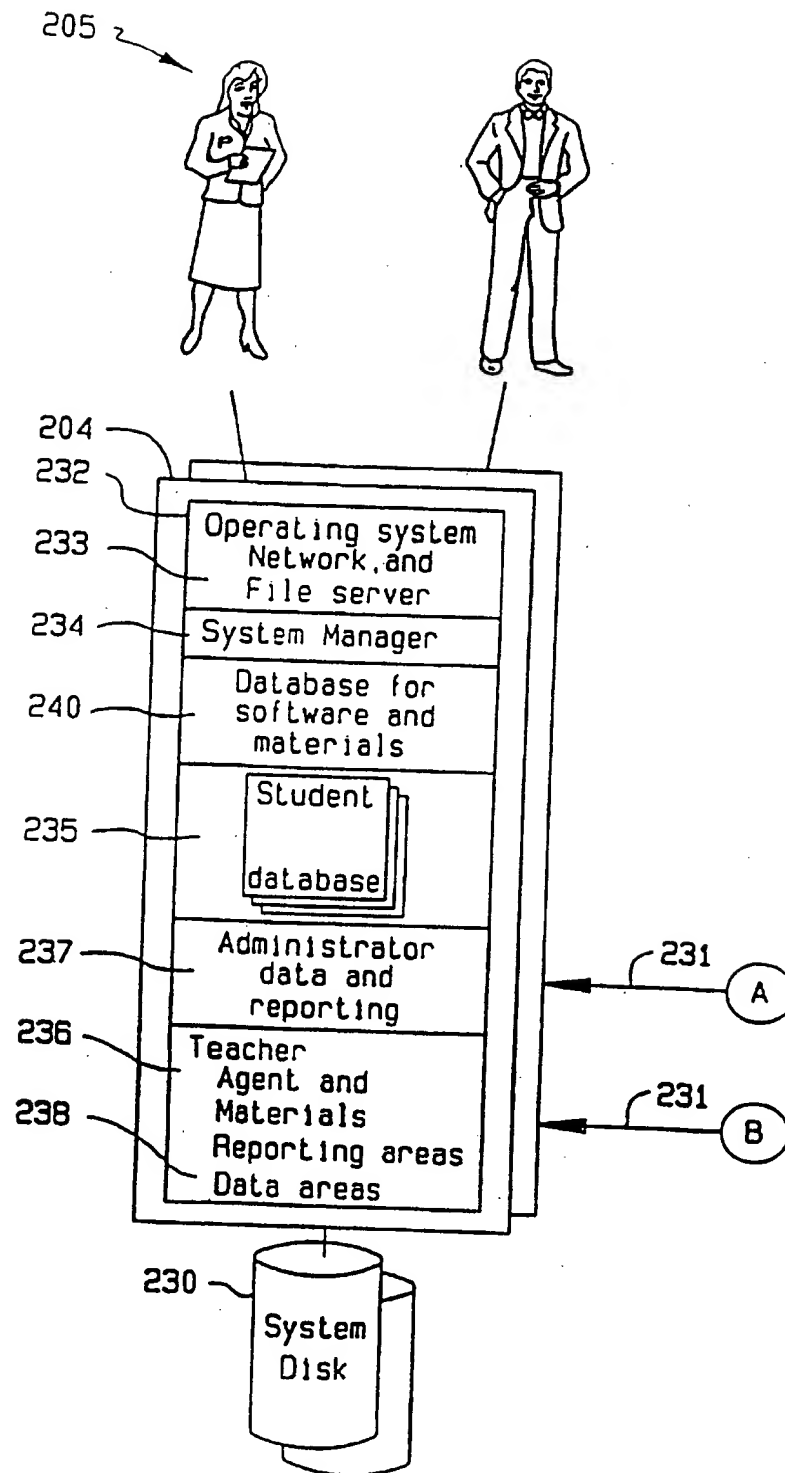 205
204
232
Operating system
233
Network, and
File server
234
System Manager
240
Database for
software and
materials
235
Student
database
237
Administrator
data and
reporting
231
A
236
Teacher
Agent and
Materials
238
Reporting areas
Data areas
231
B
230
System
Disk